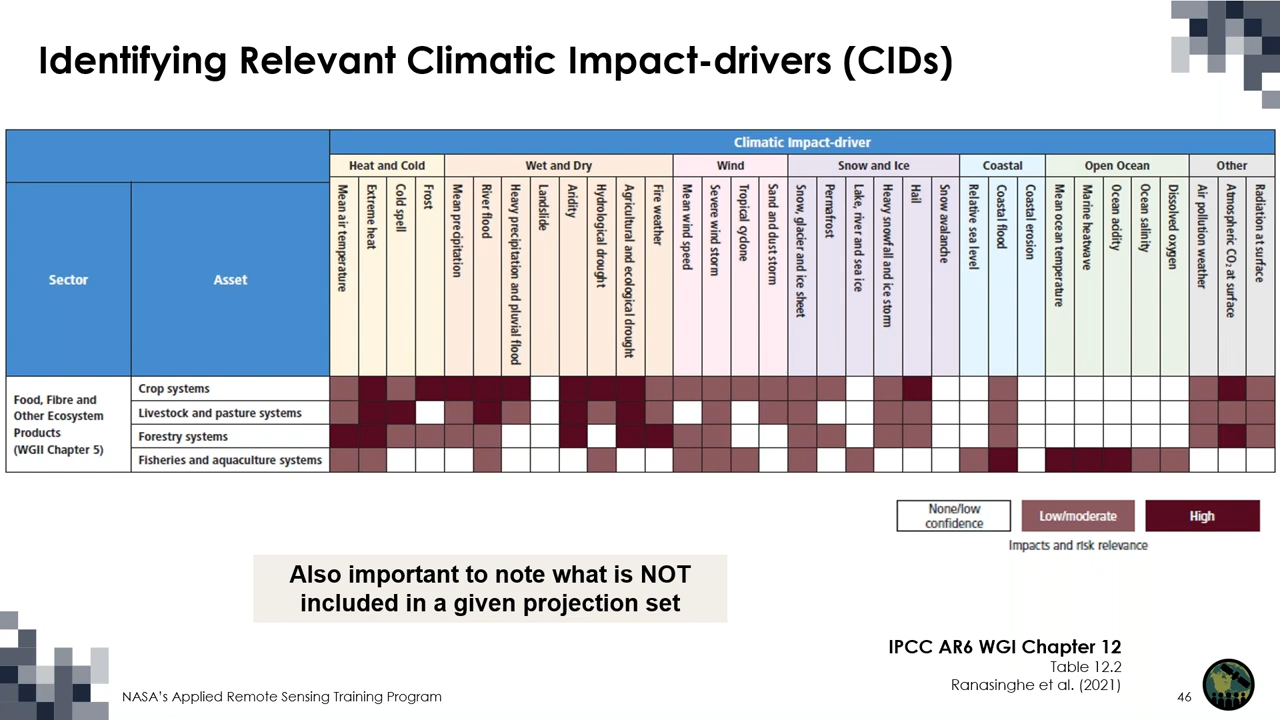 Identifying Relevant Climatic Impact-drivers (CIDs)
Climatic Impact-driver
Heat and Cold
Wet and Dry
Wind
Snow and Ice
Coastal
Open Ocean
Other
Sector
Asset
Mean air temperature
Extreme heat
Cold spell
Frost
Mean precipitation
River flood
Heavy precipitation and pluvial flood
Landslide
Aridity
Hydrological drought
Agricultural and ecological drought
Fire weather
Mean wind speed
Severe wind storm
Tropical cyclone
Sand and dust storm
Snow, glacier and ice sheet
Permafrost
Lake, river and sea ice
Heavy snowfall and ice storm
Hail
Snow avalanche
Relative sea level
Coastal flood
Coastal erosion
Mean ocean temperature
Marine heatwave
Ocean acidity
Ocean salinity
Dissolved oxygen
Air pollution weather
Atmospheric CO₂ at surface
Radiation at surface
Food, Fibre and
Other Ecosystem
Products
(WGII Chapter 5)
Crop systems
Livestock and pasture systems
Forestry systems
Fisheries and aquaculture systems
None/low
confidence
Low/moderate
High
Impacts and risk relevance
Also important to note what is NOT
included in a given projection set
IPCC AR6 WGI Chapter 12
Table 12.2
Ranasinghe et al. (2021)
NASA's Applied Remote Sensing Training Program
46